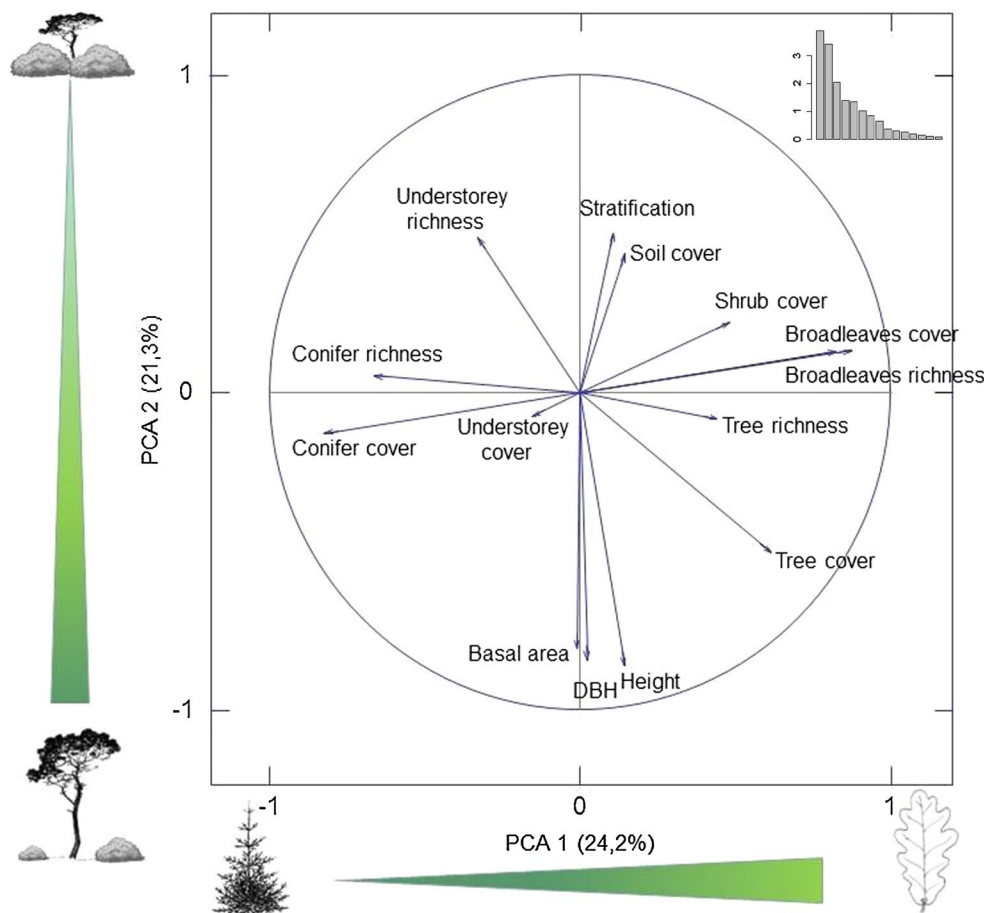 3
2
1
0
1
0
-1
PCA 2 (21,3%)
Understorey
richness
Stratification
Soil cover
Shrub cover
Broadleaves cover
Conifer richness
Broadleaves richness
Understorey
cover
Tree richness
Conifer cover
Tree cover
Basal area
Height
DBH
-1
0
1
PCA 1 (24,2%)